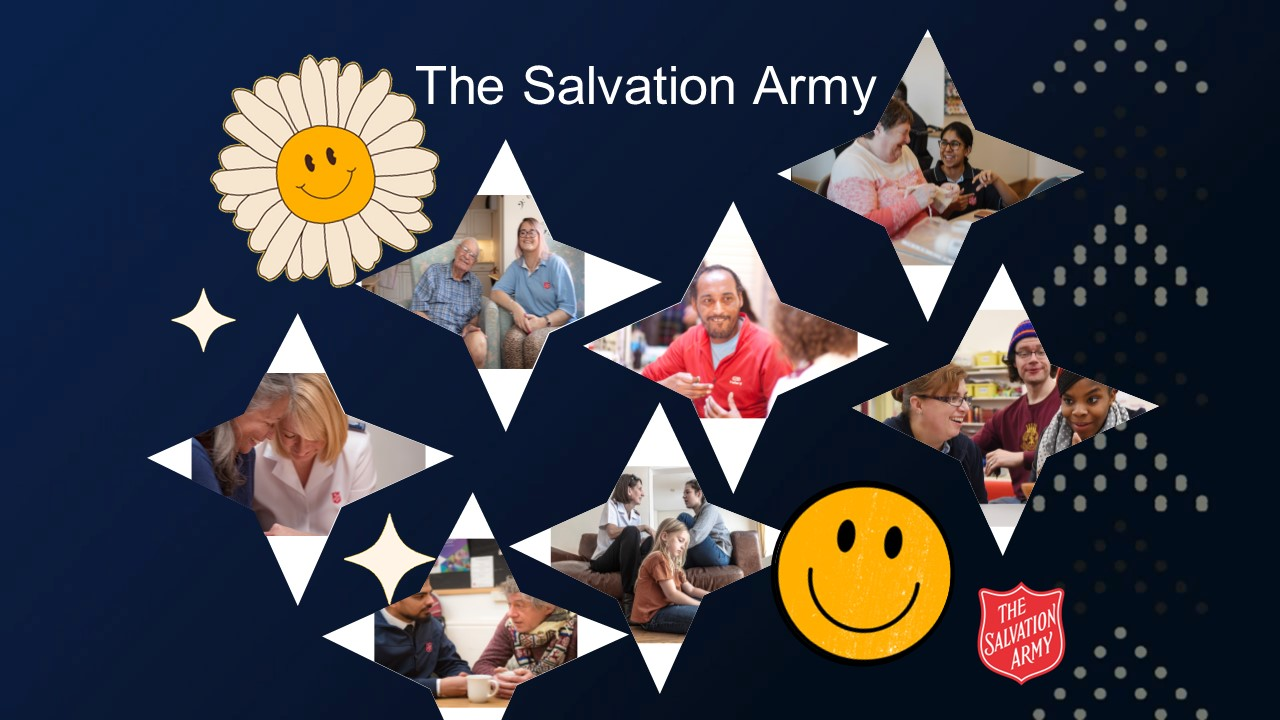 The Salvation Army
THE
SALVATION
ARMY